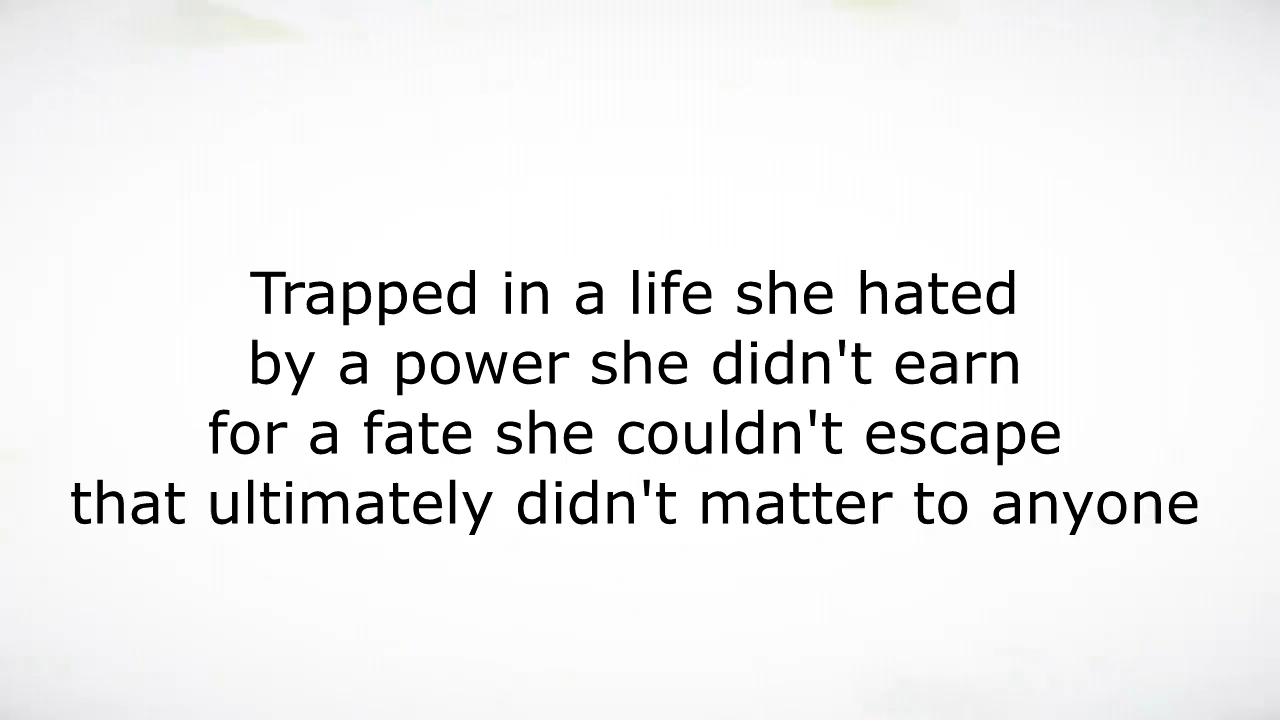 Trapped in a life she hated
by a power she didn't earn
for a fate she couldn't escape
that ultimately didn't matter to anyone